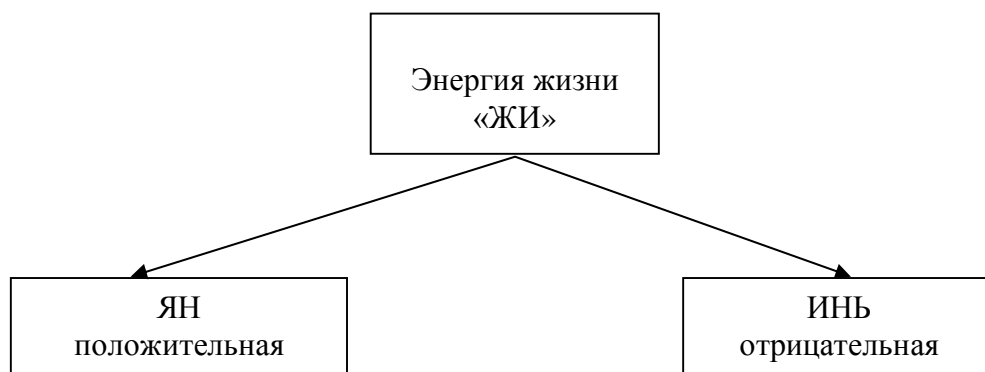 Энергия жизни
«ЖИ»
ЯН
положительная
ИНЬ
отрицательная